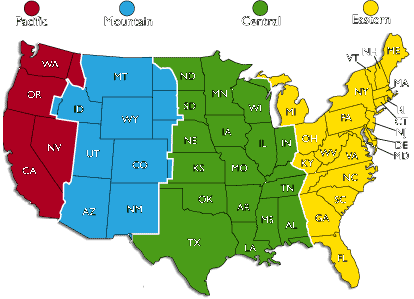 Pacific Mountain Central Eastern
WA MT ND MN VT NH ME
OR ID SD WI MI NY MA
WY IA PA RI
NV NE IL IN OH CT
CA UT CO KS MO KY WV VA NJ
DE
MD
AZ NM OK AR TN NC
SC
TX LA MS AL GA
FL